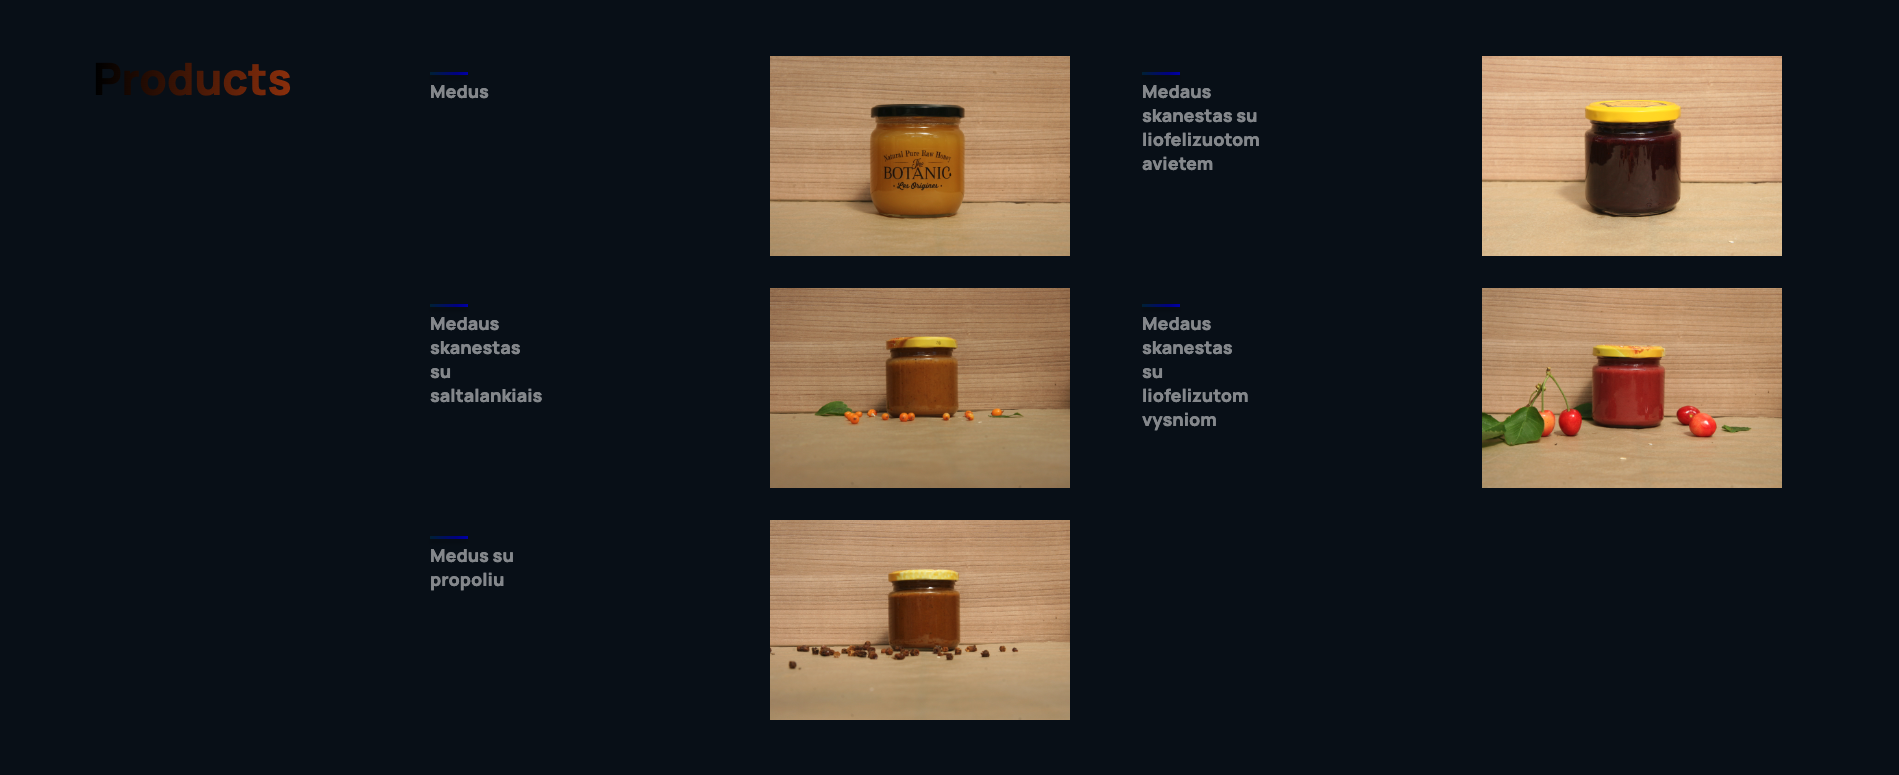 Products
Medus
Natural Pure Raw Honey
The
BOTANIC
Les Origines
Medaus
skanestas su
liofelizuotom
avietem
Medaus
skanestas
su
saltalankiais
Medaus
skanestas
su
liofelizutom
vysniom
Medus su
propoliu